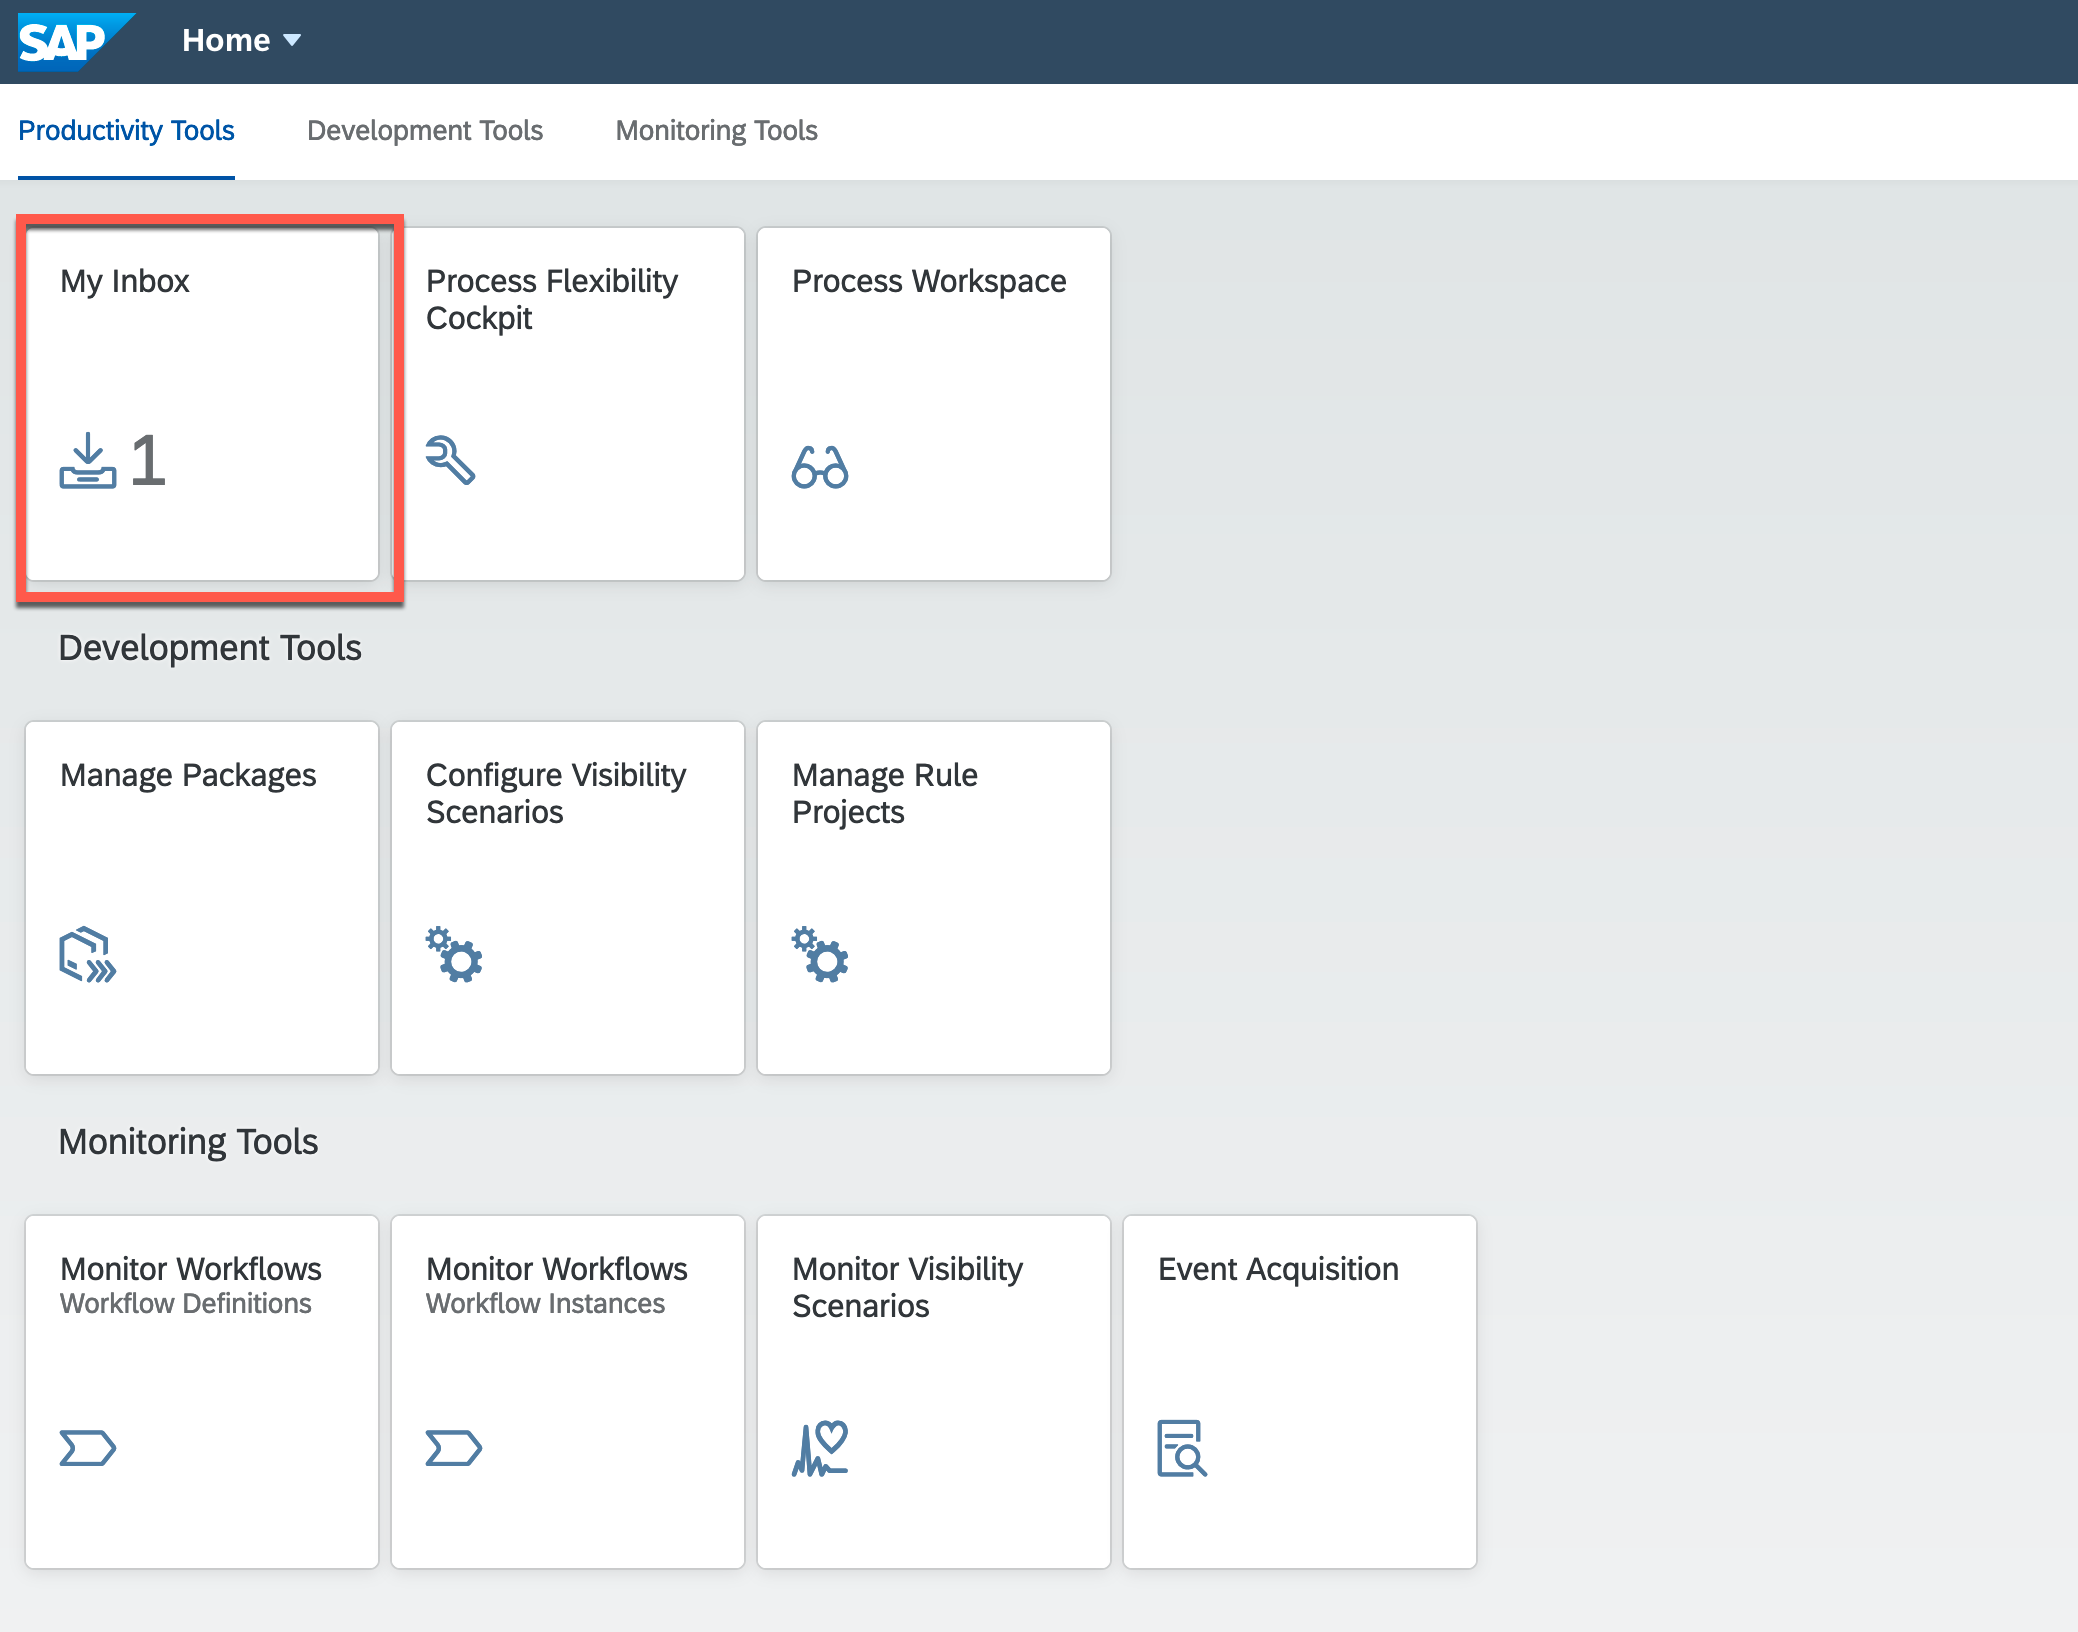 SAP Home
Productivity Tools Development Tools Monitoring Tools
My Inbox
1
Process Flexibility
Cockpit
Process Workspace
Development Tools
Manage Packages
Configure Visibility
Scenarios
Manage Rule
Projects
Monitoring Tools
Monitor Workflows
Workflow Definitions
Monitor Workflows
Workflow Instances
Monitor Visibility
Scenarios
Event Acquisition